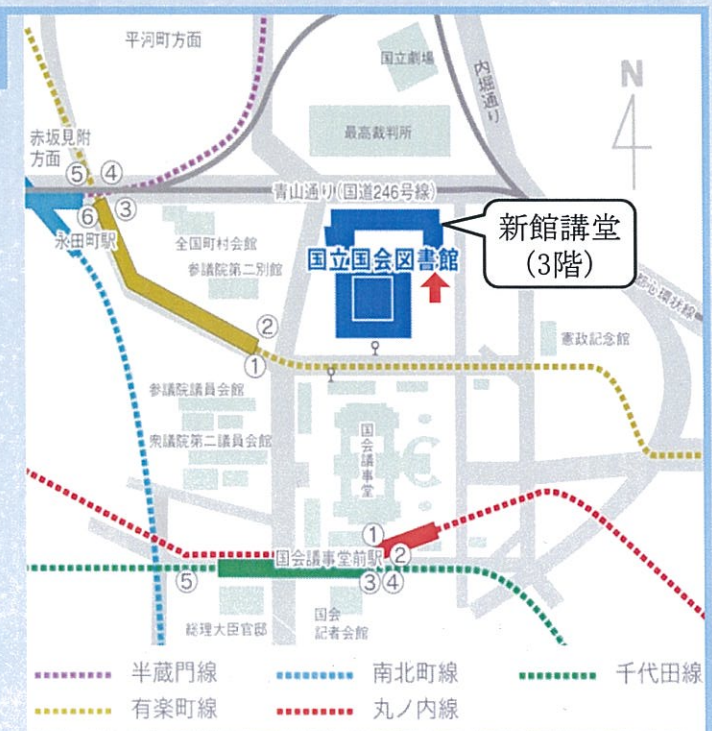 平河町方面
国立劇場
内堀通り
N
最高裁判所
赤坂見附
方面
⑤ ④
⑥ ③
青山通り(国道246号線)
永田町駅
全国町村会館
参議院第二別館
国立国会図書館
新館講堂
(3階)
都心環状線
②
①
憲政記念館
参議院議員会館
衆議院第二議員会館
国会議事堂
①
②
国会議事堂前駅
⑤
③④
総理大臣官邸
国会
記者会館
半蔵門線
南北町線
千代田線
有楽町線
丸ノ内線